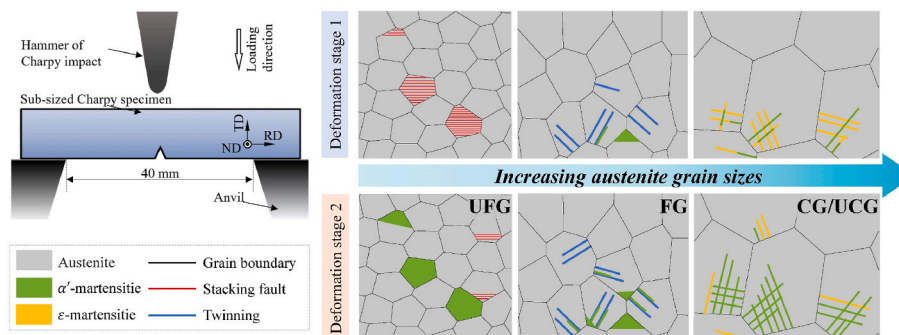 Hammer of
Charpy impact
Loading
direction
Sub-sized Charpy specimen
TD
ND
RD
40 mm
Anvil
Austenite
Grain boundary
α′-martensitie
Stacking fault
ε-martensitie
Twinning
Deformation stage 1
Increasing austenite grain sizes
Deformation stage 2
UFG
FG
CG/UCG